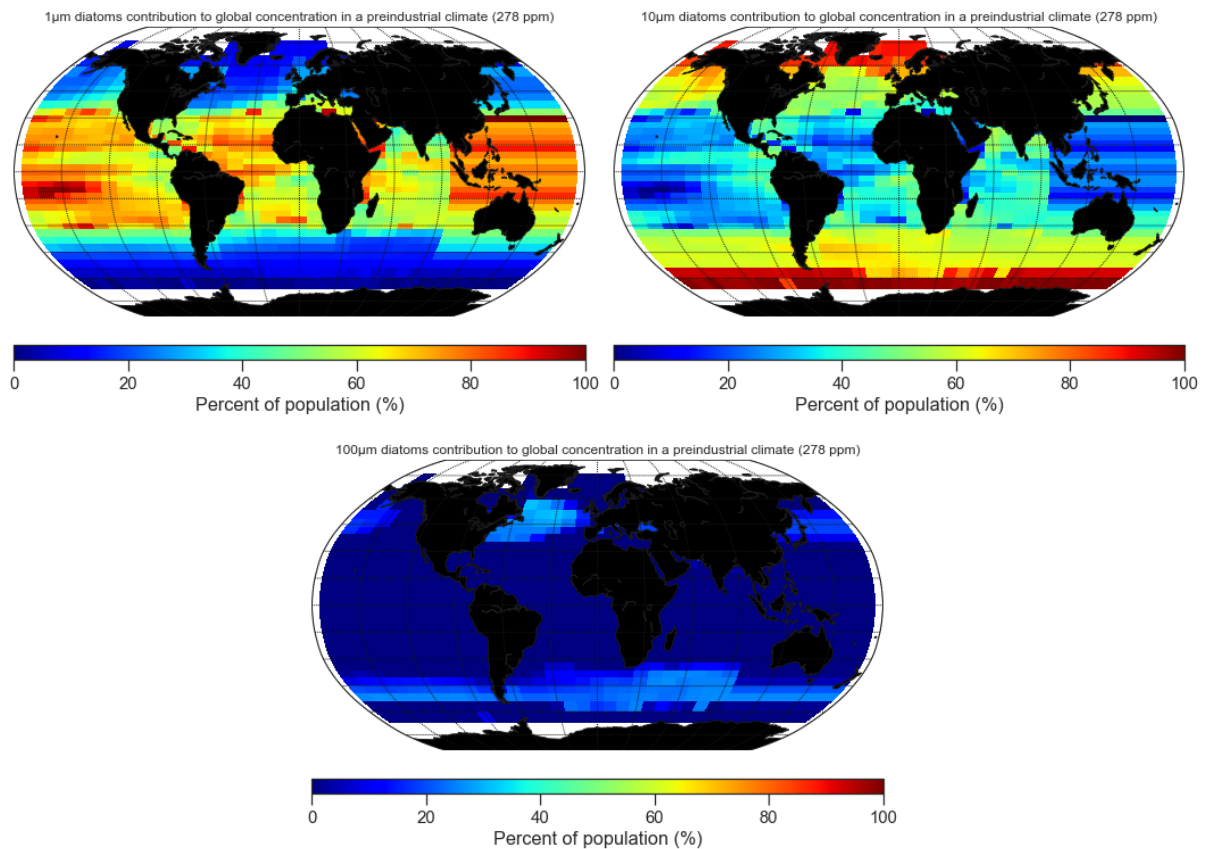 1μm diatoms contribution to global concentration in a preindustrial climate (278 ppm)
0 20 40 60 80 100
Percent of population (%)
10μm diatoms contribution to global concentration in a preindustrial climate (278 ppm)
0 20 40 60 80 100
Percent of population (%)
100μm diatoms contribution to global concentration in a preindustrial climate (278 ppm)
0 20 40 60 80 100
Percent of population (%)